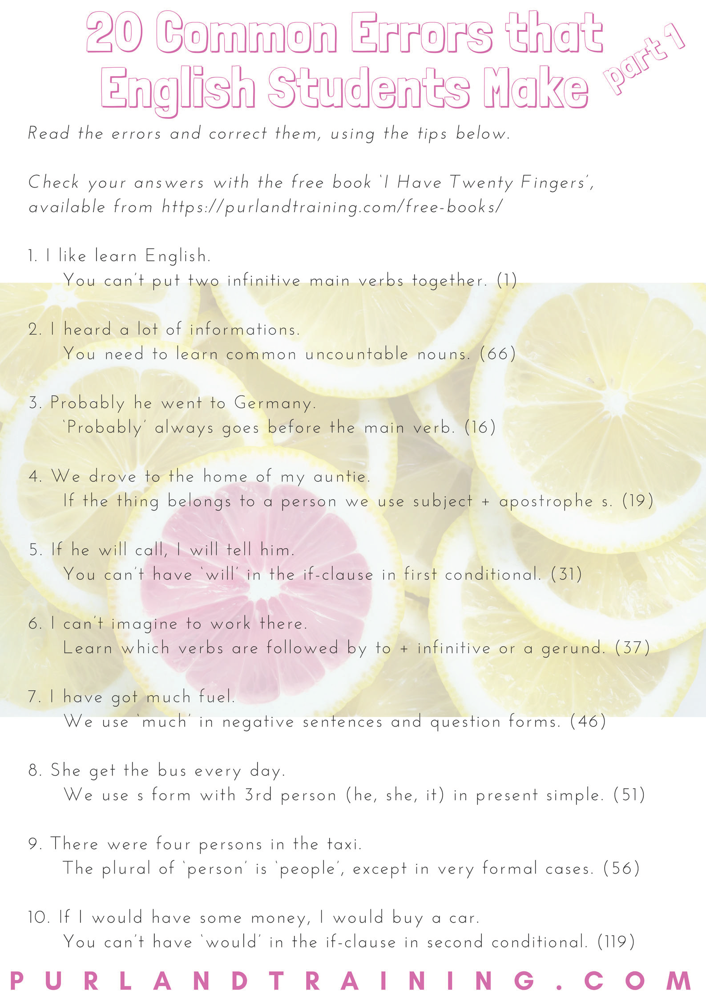 20 Common Errors that
English Students Make
part 1
Read the errors and correct them, using the tips below.
Check your answers with the free book ‘I Have Twenty Fingers’,
available from https://purlandtraining.com/free-books/
1. I like learn English.
You can’t put two infinitive main verbs together. (1)
2. I heard a lot of informations.
You need to learn common uncountable nouns. (66)
3. Probably he went to Germany.
‘Probably’ always goes before the main verb. (16)
4. We drove to the home of my auntie.
If the thing belongs to a person we use subject + apostrophe s. (19)
5. If he will call, I will tell him.
You can’t have ‘will’ in the if-clause in first conditional. (31)
6. I can’t imagine to work there.
Learn which verbs are followed by to + infinitive or a gerund. (37)
7. I have got much fuel.
We use ‘much’ in negative sentences and question forms. (46)
8. She get the bus every day.
We use s form with 3rd person (he, she, it) in present simple. (51)
9. There were four persons in the taxi.
The plural of ‘person’ is ‘people’, except in very formal cases. (56)
10. If I would have some money, I would buy a car.
You can’t have ‘would’ in the if-clause in second conditional. (119)
PURLANDTRAINING.COM